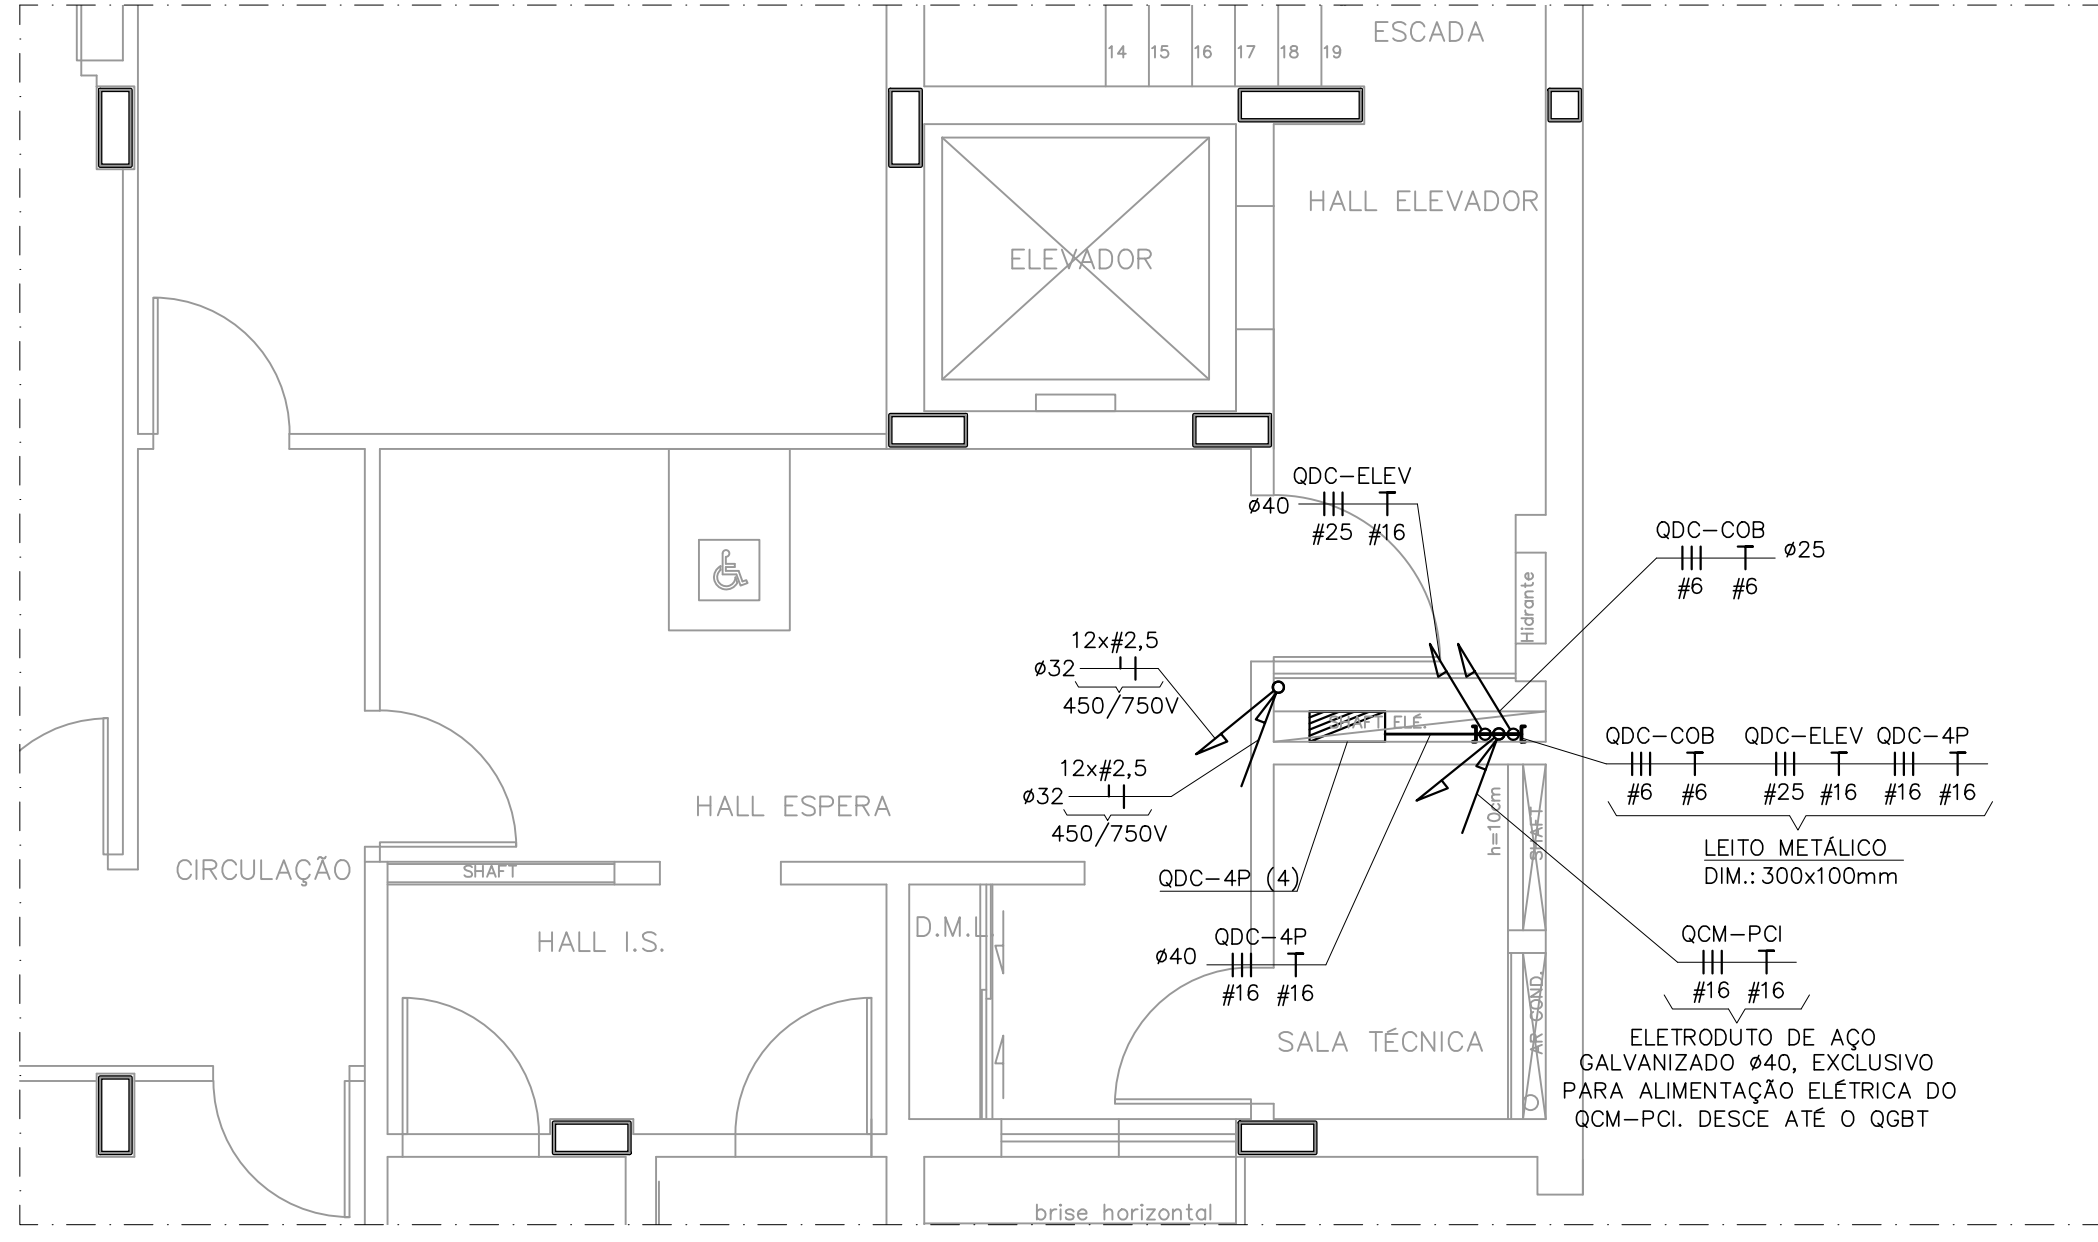 ESCADA
14 15 16 17 18 19
HALL ELEVADOR
ELEVADOR
QDC-ELEV
ø40
#25 #16
QDC-COB
ø25
#6 #6
Hidrante
12x#2,5
ø32
450/750V
SHAFT ELÉ.
QDC-COB QDC-ELEV QDC-4P
#6 #6 #25 #16 #16 #16
LEITO METÁLICO
DIM.: 300x100mm
12x#2,5
ø32
450/750V
HALL ESPERA
h=10cm
SHAFT
CIRCULAÇÃO
SHAFT
QDC-4P (4)
HALL I.S.
D.M.L.
QDC-4P
ø40
#16 #16
QCM-PCI
#16 #16
ELETRODUTO DE AÇO
GALVANIZADO ø40, EXCLUSIVO
PARA ALIMENTAÇÃO ELÉTRICA DO
QCM-PCI. DESCE ATÉ O QGBT
AR COND.
SALA TÉCNICA
brise horizontal